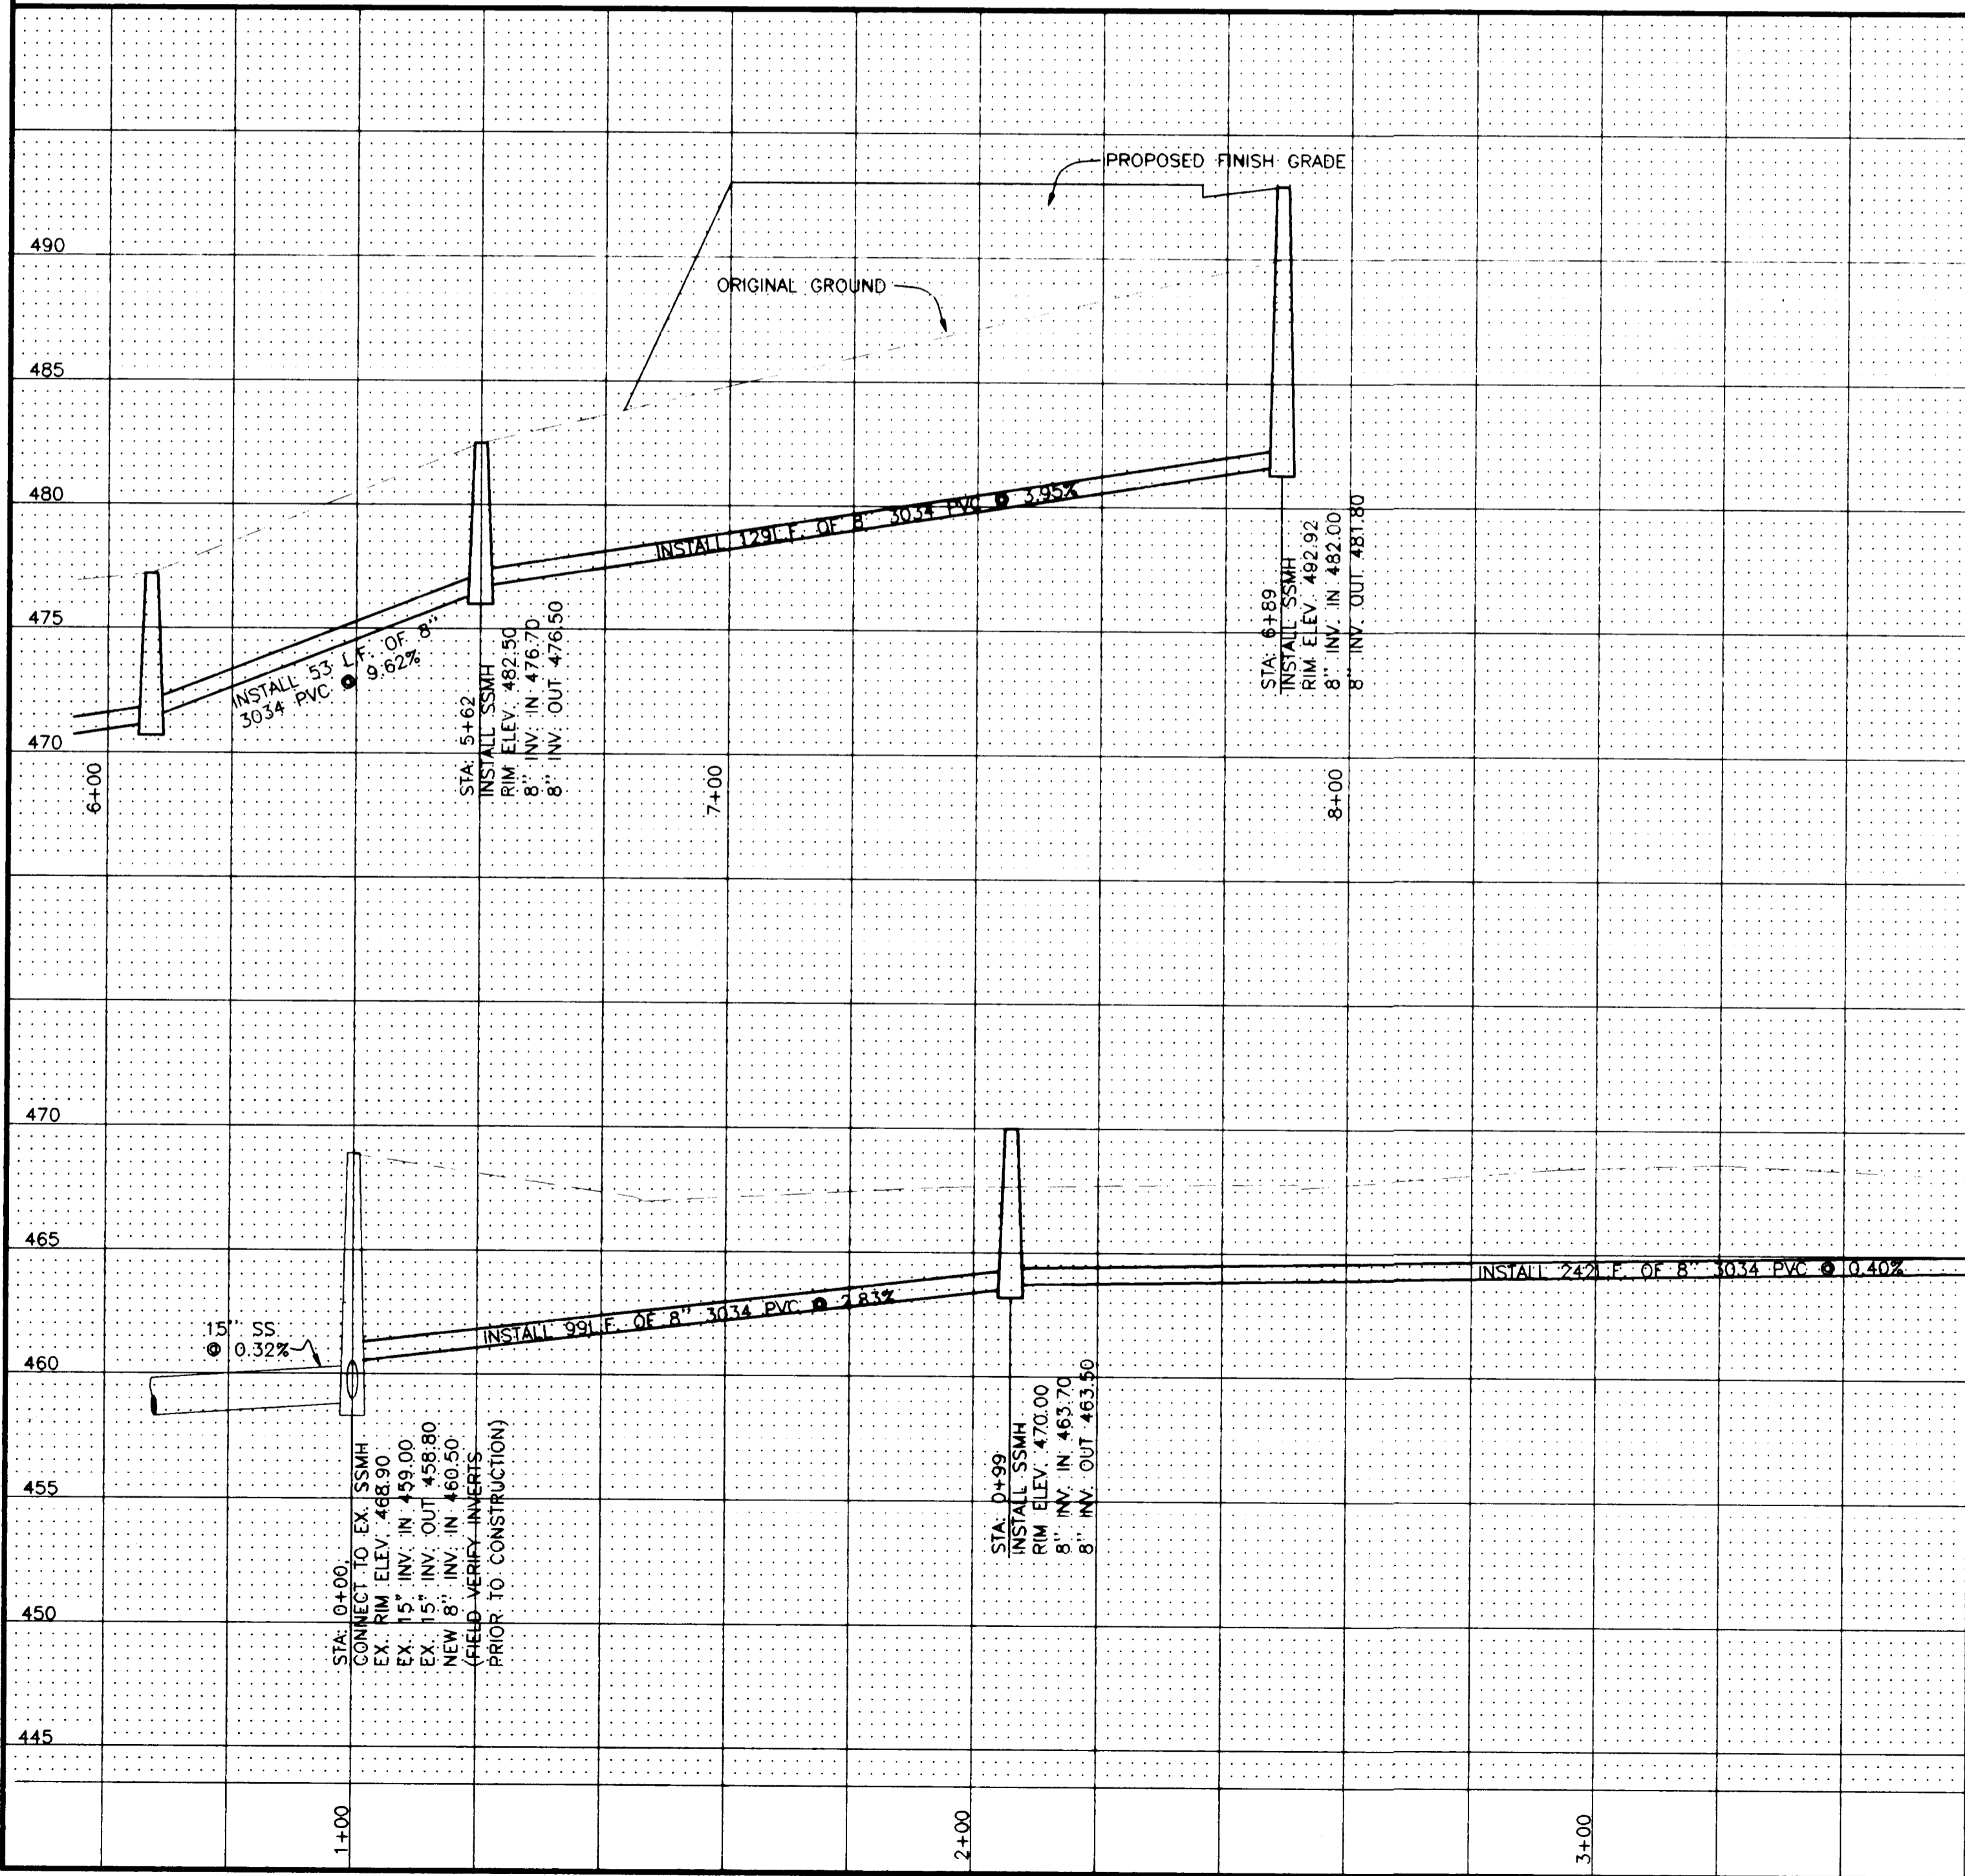 PROPOSED FINISH GRADE
490
ORIGINAL GROUND
485
480
475
470
INSTALL 53 L.F. OF 8"
3034 PVC @ 9.62%
INSTALL 129L.F. OF 8" 3034 PVC @ 3.95%
STA: 5+62
INSTALL SSMH
RIM ELEV. 482.50
8" INV. IN 476.70
8" INV. OUT 476.50
STA: 6+89
INSTALL SSMH
RIM ELEV. 492.92
8" INV. IN 482.00
8" INV. OUT 481.80
6+00
7+00
8+00
470
465
460
455
450
445
15" SS
@ 0.32%
INSTALL 99L.F. OF 8" 3034 PVC @ 2.83%
INSTALL 242L.F. OF 8" 3034 PVC @ 0.40%
STA: 0+00,
CONNECT TO EX. SSMH
EX. RIM ELEV. 468.90
EX. 15" INV. IN 459.00
EX. 15" INV. OUT 458.80
NEW 8" INV. IN 460.50
(FIELD VERIFY INVERTS
PRIOR TO CONSTRUCTION)
STA: 0+99
INSTALL SSMH
RIM ELEV. 470.00
8" INV. IN 463.70
8" INV. OUT 463.50
1+00
2+00
3+00